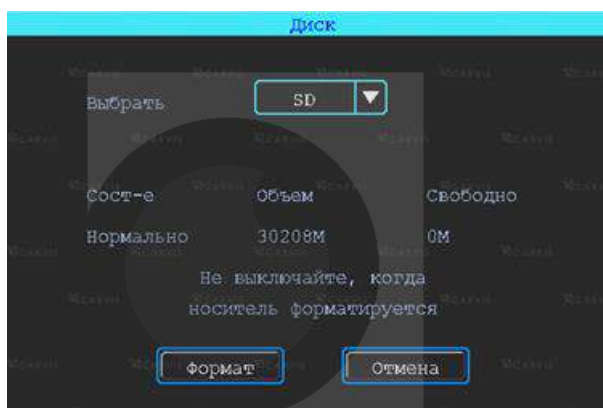 Диск
Выбрать SD
Сост-е Объем Свободно
Нормально 30208M 0M
Не выключайте, когда
носитель форматируется
Формат Отмена